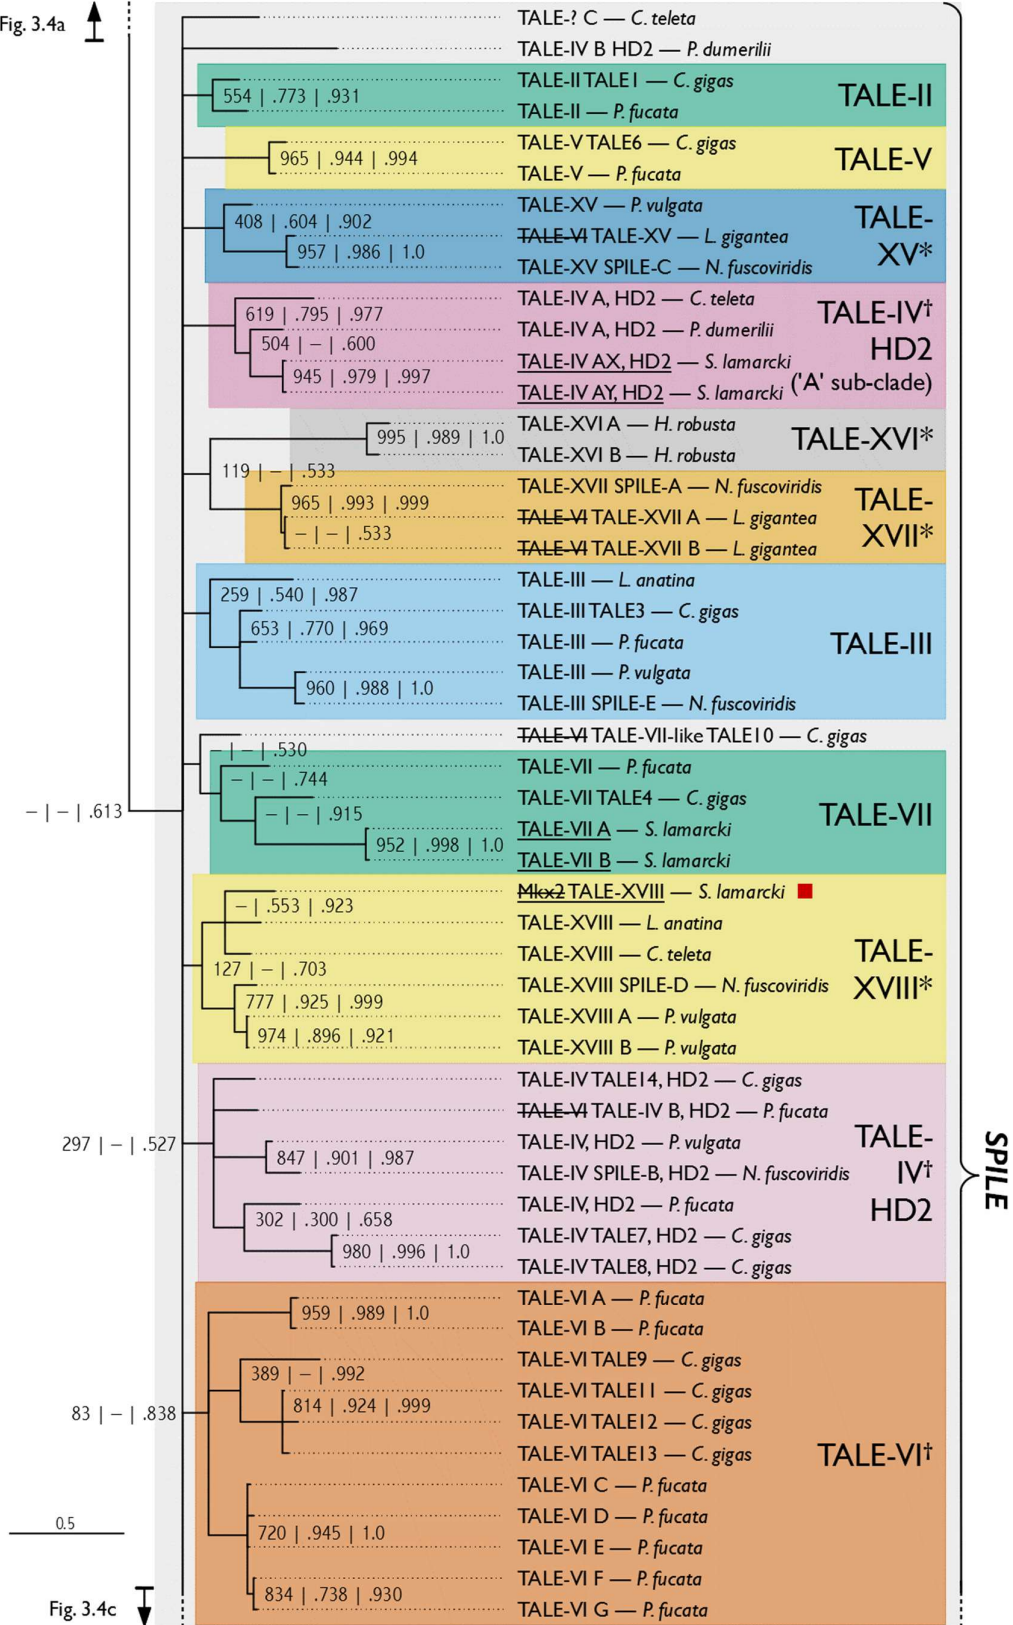 Fig. 3.4a
TALE-? C — C. teleta
TALE-IV B HD2 — P. dumerilii
TALE-II TALE1 — C. gigas
554 | .773 | .931
TALE-II
TALE-II — P. fucata
TALE-V TALE6 — C. gigas
965 | .944 | .994
TALE-V
TALE-V — P. fucata
TALE-XV — P. vulgata
408 | .604 | .902
TALE-
XV*
TALE-VI TALE-XV — L. gigantea
957 | .986 | 1.0
TALE-XV SPILE-C — N. fuscoviridis
TALE-IV A, HD2 — C. teleta
619 | .795 | .977
TALE-IV†
HD2
('A' sub-clade)
TALE-IV A, HD2 — P. dumerilii
504 | – | .600
TALE-IV AX, HD2 — S. lamarcki
945 | .979 | .997
TALE-IV AY, HD2 — S. lamarcki
TALE-XVI A — H. robusta
995 | .989 | 1.0
TALE-XVI*
TALE-XVI B — H. robusta
119 | – | .533
TALE-XVII SPILE-A — N. fuscoviridis
965 | .993 | .999
TALE-
XVII*
TALE-VI TALE-XVII A — L. gigantea
– | – | .533
TALE-VI TALE-XVII B — L. gigantea
TALE-III — L. anatina
259 | .540 | .987
TALE-III TALE3 — C. gigas
653 | .770 | .969
TALE-III — P. fucata
TALE-III
TALE-III — P. vulgata
960 | .988 | 1.0
TALE-III SPILE-E — N. fuscoviridis
TALE-VI TALE-VII-like TALE10 — C. gigas
– | – | .530
TALE-VII — P. fucata
– | – | .744
TALE-VII TALE4 — C. gigas
– | – | .613
– | – | .915
TALE-VII
TALE-VII A — S. lamarcki
952 | .998 | 1.0
TALE-VII B — S. lamarcki
Mkx2 TALE-XVIII — S. lamarcki
– | .553 | .923
TALE-XVIII — L. anatina
TALE-XVIII — C. teleta
TALE-
XVIII*
127 | – | .703
TALE-XVIII SPILE-D — N. fuscoviridis
777 | .925 | .999
TALE-XVIII A — P. vulgata
974 | .896 | .921
TALE-XVIII B — P. vulgata
TALE-IV TALE14, HD2 — C. gigas
TALE-VI TALE-IV B, HD2 — P. fucata
297 | – | .527
TALE-IV, HD2 — P. vulgata
847 | .901 | .987
TALE-
IV†
HD2
TALE-IV SPILE-B, HD2 — N. fuscoviridis
TALE-IV, HD2 — P. fucata
302 | .300 | .658
TALE-IV TALE7, HD2 — C. gigas
980 | .996 | 1.0
TALE-IV TALE8, HD2 — C. gigas
SPILE
TALE-VI A — P. fucata
959 | .989 | 1.0
TALE-VI B — P. fucata
TALE-VI TALE9 — C. gigas
389 | – | .992
TALE-VI TALE11 — C. gigas
83 | – | .838
814 | .924 | .999
TALE-VI TALE12 — C. gigas
TALE-VI TALE13 — C. gigas
TALE-VI†
TALE-VI C — P. fucata
TALE-VI D — P. fucata
0.5
720 | .945 | 1.0
TALE-VI E — P. fucata
TALE-VI F — P. fucata
834 | .738 | .930
TALE-VI G — P. fucata
Fig. 3.4c